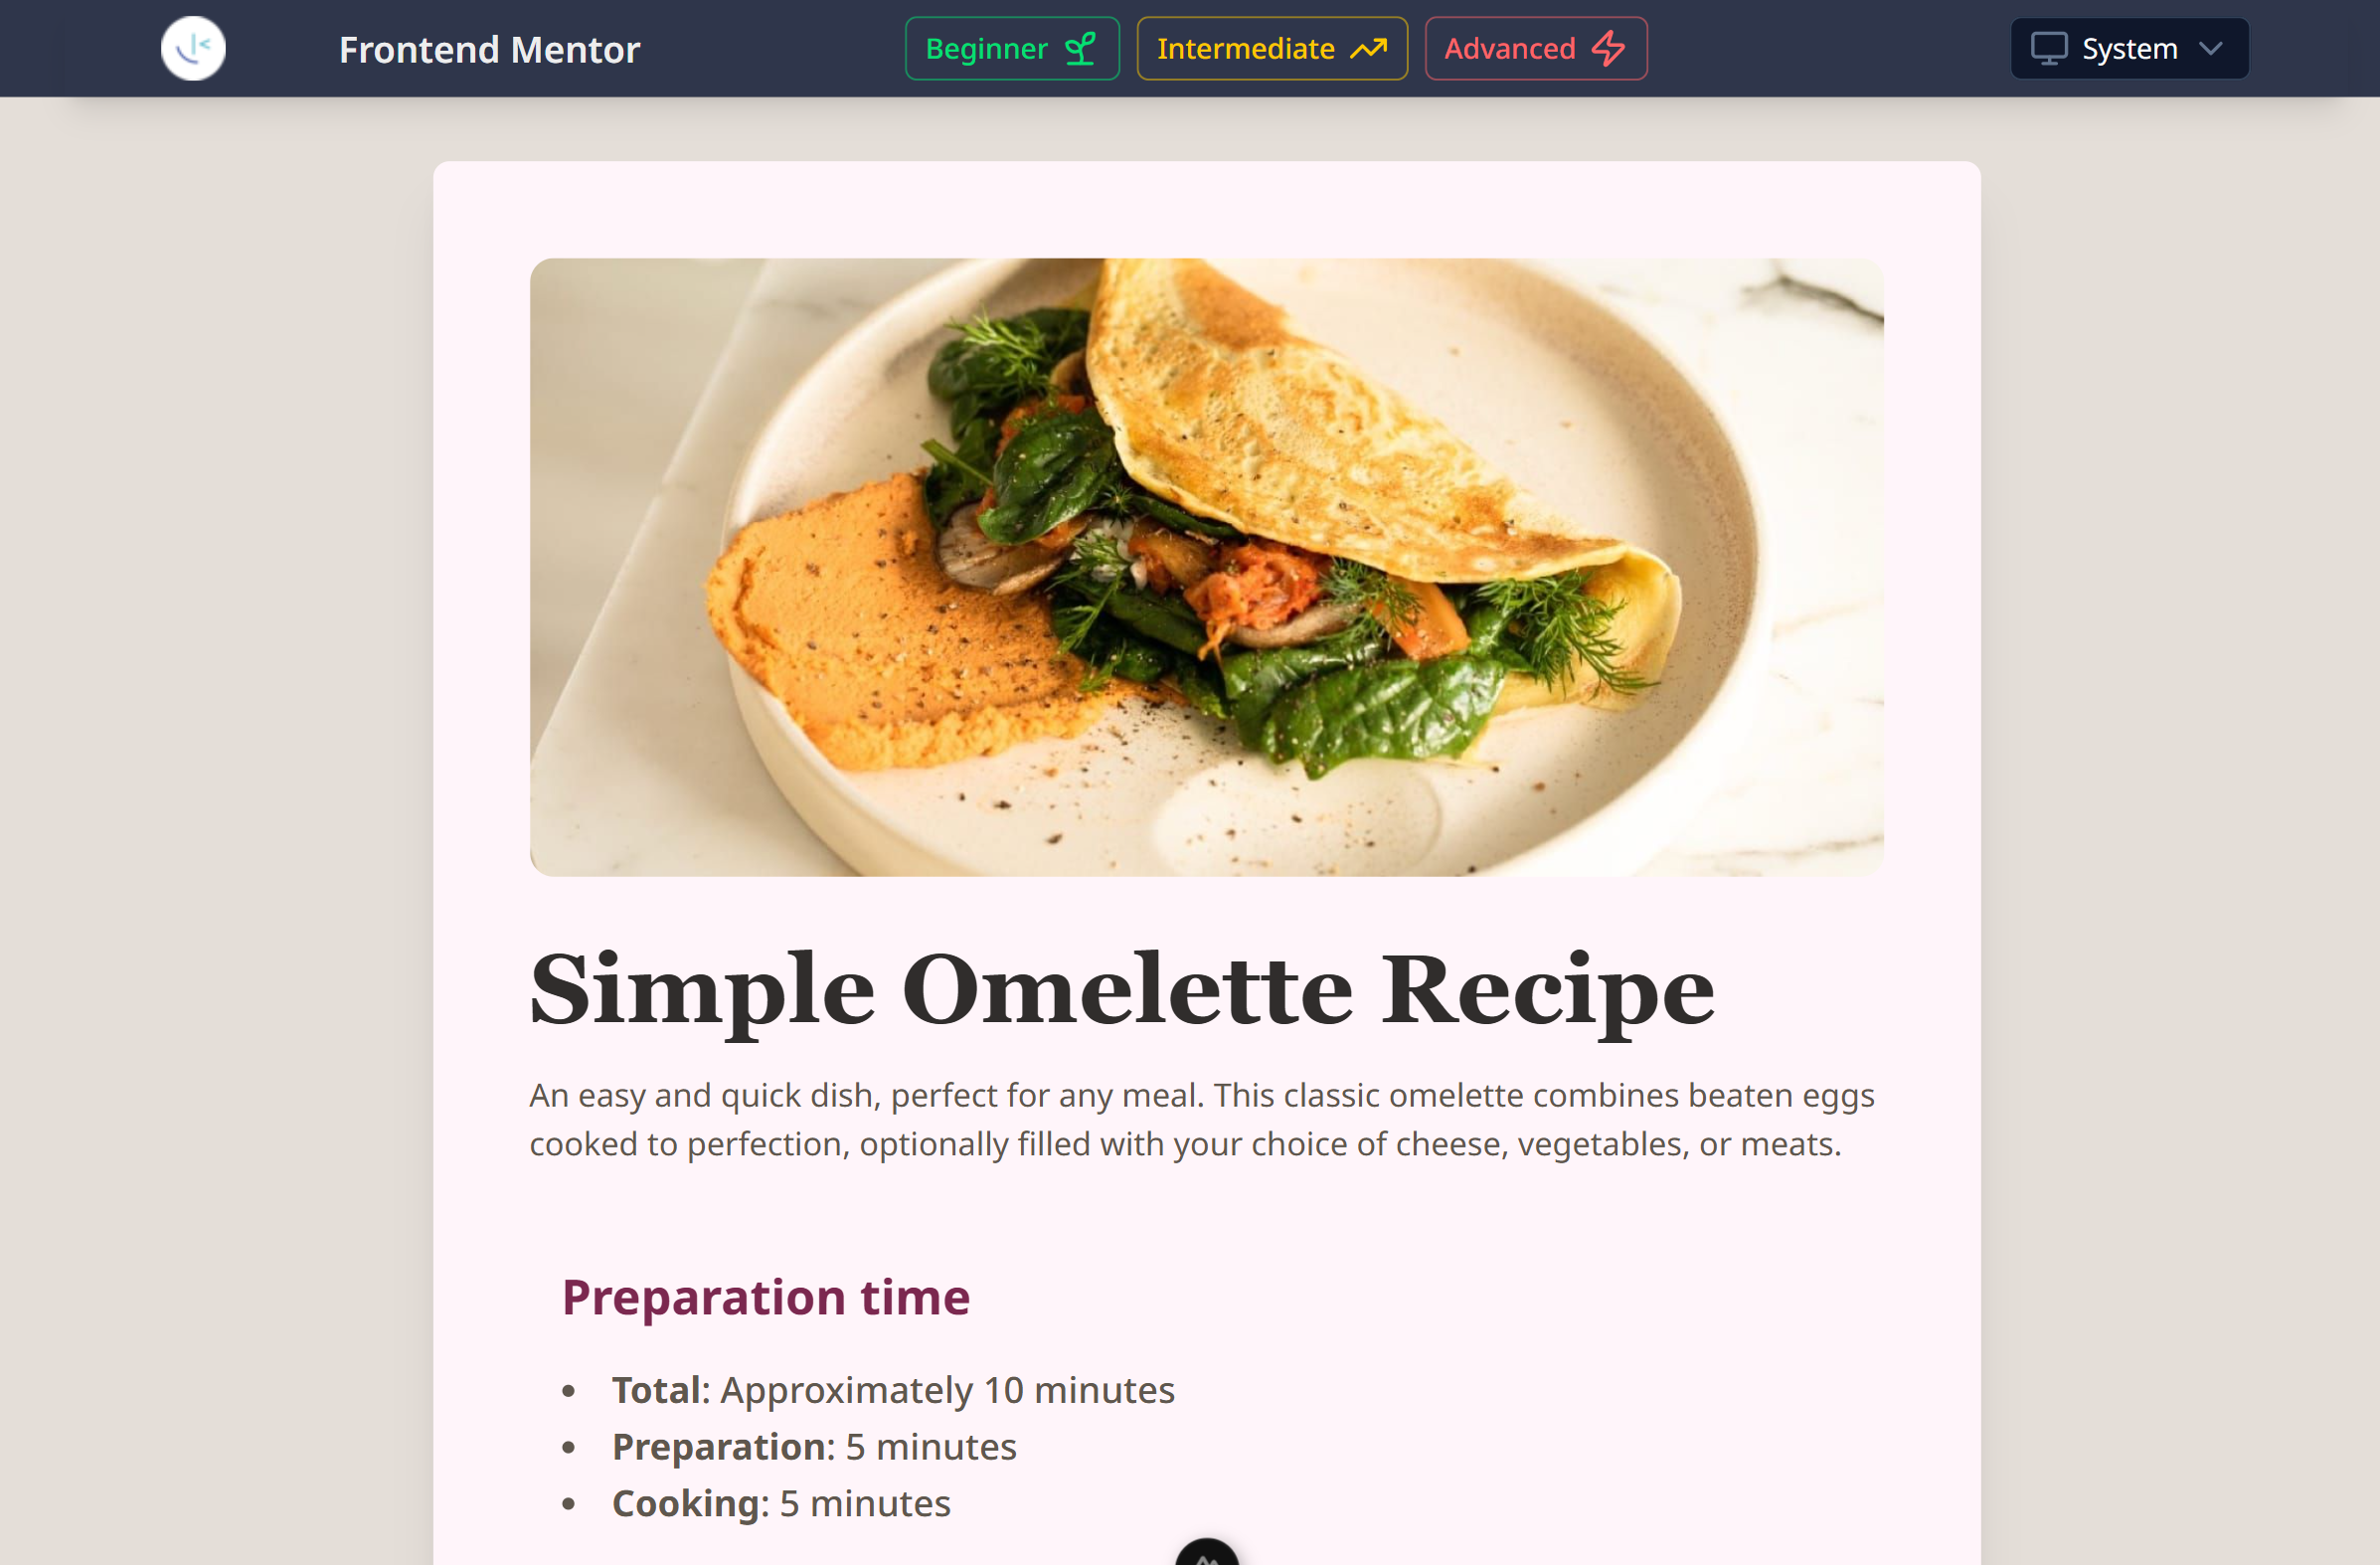 Frontend Mentor
Beginner
Intermediate
Advanced
System
Simple Omelette Recipe
An easy and quick dish, perfect for any meal. This classic omelette combines beaten eggs
cooked to perfection, optionally filled with your choice of cheese, vegetables, or meats.
Preparation time
Total: Approximately 10 minutes
Preparation: 5 minutes
Cooking: 5 minutes